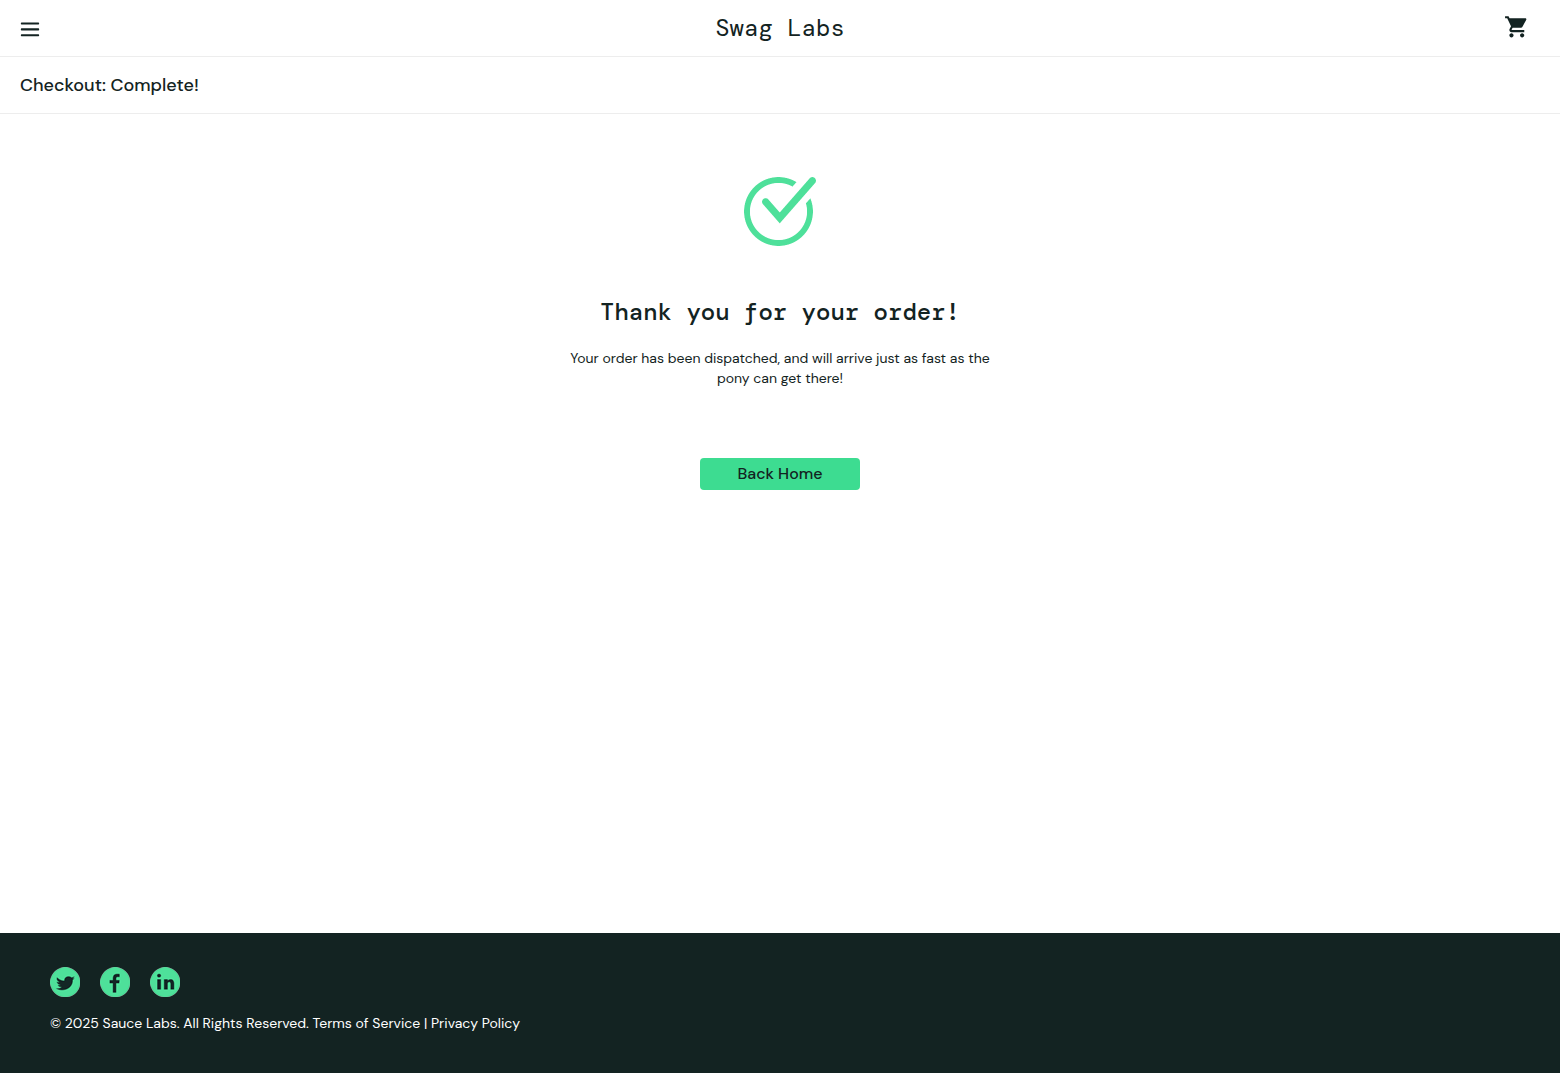 Swag Labs
Checkout: Complete!
Thank you for your order!
Your order has been dispatched, and will arrive just as fast as the
pony can get there!
Back Home
© 2025 Sauce Labs. All Rights Reserved. Terms of Service | Privacy Policy